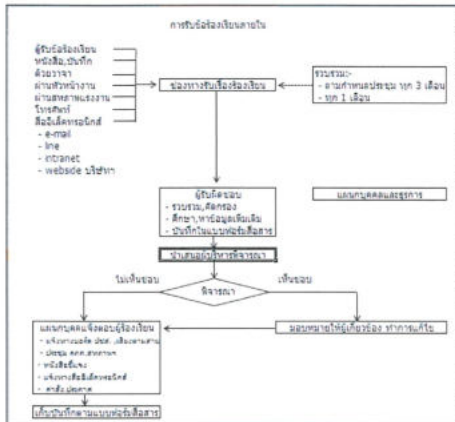 การรับข้อร้องเรียนภายใน
ผู้รับข้อร้องเรียน
หนังสือ,บันทึก
ด้วยวาจา
ผ่านหัวหน้างาน
ผ่านสหภาพแรงงาน
โทรศัพท์
สื่ออิเล็คทรอนิกส์
- e-mail
- line
- intranet
- webside บริษัทฯ
ช่องทางรับเรื่องร้องเรียน
รวบรวม:-
- ตามกำหนดประชุม ทุก 3 เดือน
- ทุก 1 เดือน
ผู้รับผิดชอบ
- รวบรวม,คัดกรอง
- ศึกษา,หาข้อมูลเพิ่มเติม
- บันทึกในแบบฟอร์มสื่อสาร
แผนกบุคคลและธุรการ
นำเสนอผู้บริหารพิจารณา
ไม่เห็นชอบ
เห็นชอบ
พิจารณา
แผนกบุคคลแจ้งตอบผู้ร้องเรียน
- แจ้งทางบอร์ด ปชส. ,เสียงตามสาย
- ประชุม คกก.สหภาพฯ
- หนังสือชี้แจง
- แจ้งทางสื่ออิเล็คทรอนิกส์
- คำสั่ง,ประกาศ
มอบหมายให้ผู้เกี่ยวข้อง ทำการแก้ไข
เก็บบันทึกตามแบบฟอร์มสื่อสาร